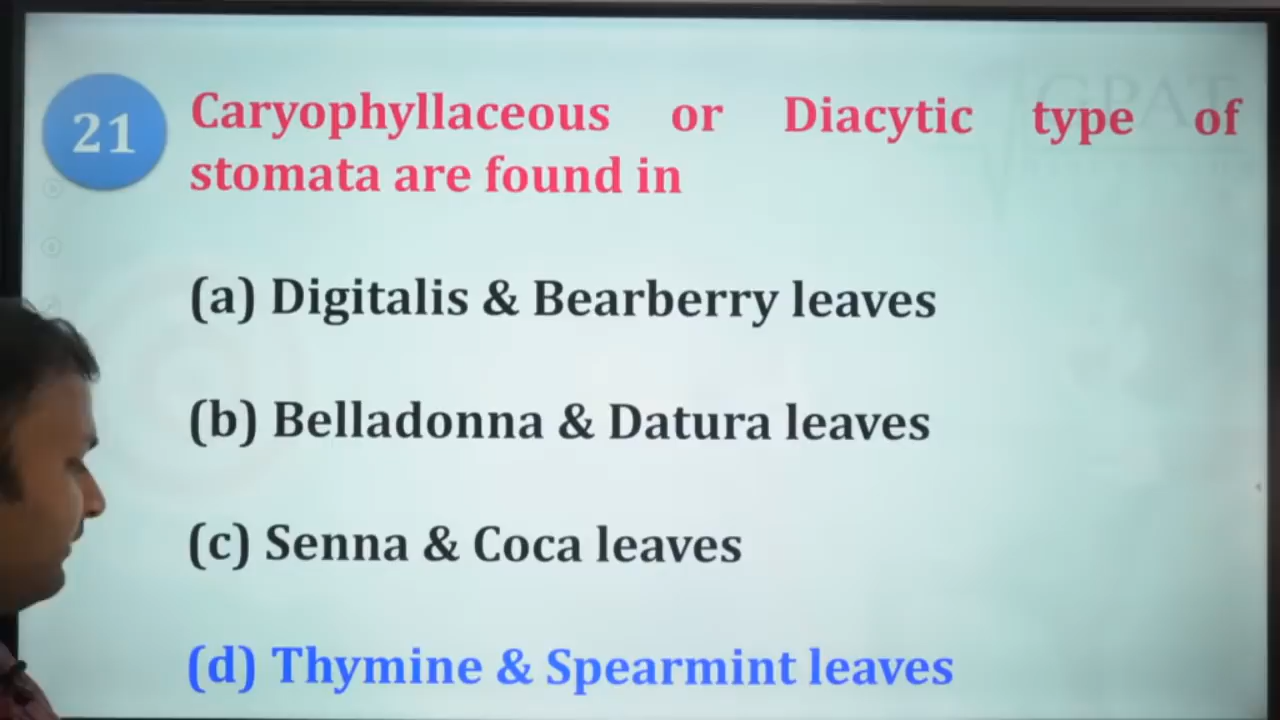 21
Caryophyllaceous or Diacytic type of
stomata are found in
(a) Digitalis & Bearberry leaves
(b) Belladonna & Datura leaves
(c) Senna & Coca leaves
(d) Thymine & Spearmint leaves
GPAT